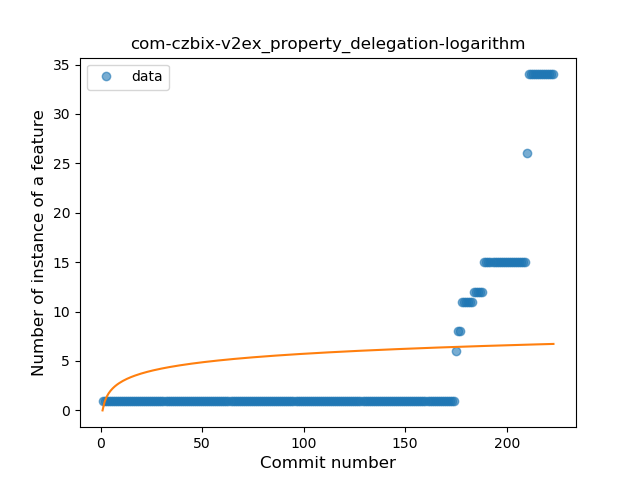 com-czbix-v2ex_property_delegation-logarithm
data
Number of instance of a feature
35
30
25
20
15
10
5
0
0 50 100 150 200
Commit number